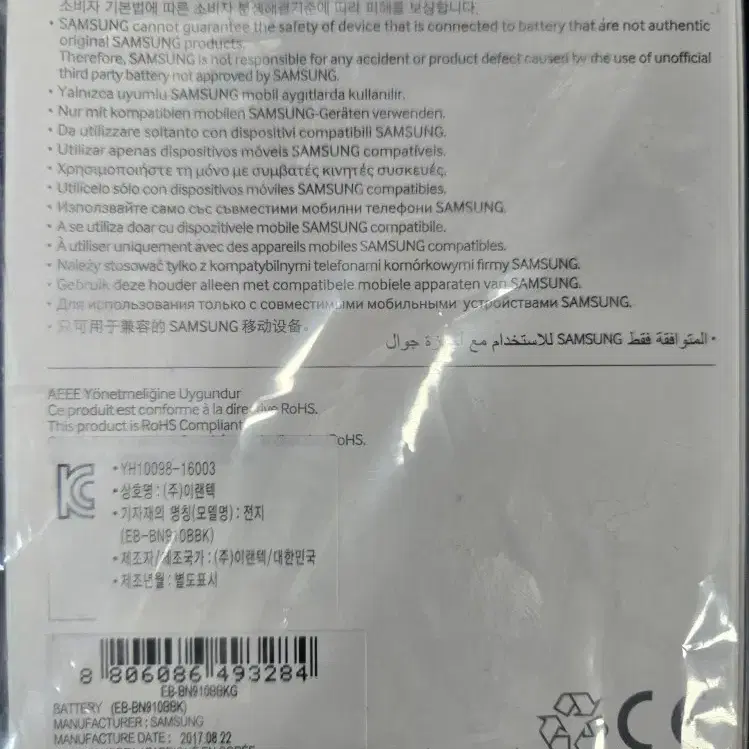 소비자 기본법에 따른 소비자 분쟁해결기준에 따라 피해를 보상합니다.
• SAMSUNG cannot guarantee the safety of device that is connected to battery that are not authentic
original SAMSUNG products.
Therefore, SAMSUNG is not responsible for any accident or product defect caused by the use of unofficial
third party battery not approved by SAMSUNG.
• Yalnızca uyumlu SAMSUNG mobil aygıtlarda kullanılır.
• Nur mit kompatiblen mobilen SAMSUNG-Geräten verwenden.
• Da utilizzare soltanto con dispositivi compatibili SAMSUNG.
• Utilizar apenas dispositivos móveis SAMSUNG compatíveis.
• Χρησιμοποιήστε τη μόνο με συμβατές κινητές συσκευές.
• Utilícelo sólo con dispositivos móviles SAMSUNG compatibles.
• Използвайте само със съвместими мобилни телефони SAMSUNG.
• A se utiliza doar cu dispozitivele mobile SAMSUNG compatibile.
• À utiliser uniquement avec des appareils mobiles SAMSUNG compatibles.
• Należy stosować tylko z kompatybilnymi telefonami komórkowymi firmy SAMSUNG.
• Gebruik deze houder alleen met compatibele mobiele apparaten van SAMSUNG.
• Для использования только с совместимыми мобильными устройствами SAMSUNG.
• 只可用于兼容的 SAMSUNG 移动设备。
• المتوافقة فقط SAMSUNG للاستخدام مع أجهزة جوال
AEEE Yönetmeliğine Uygundur
Ce produit est conforme à la directive RoHS.
This product is RoHS Compliant
RoHS.
• YH10098-16003
• 상호명 : (주)이랜텍
• 기자재의 명칭(모델명) : 전지
(EB-BN910BBK)
• 제조자/제조국가 : (주)이랜텍/대한민국
• 제조년월 : 별도표시
8 806086 493284
EB-BN910BBKG
BATTERY (EB-BN910BBK)
MANUFACTURER : SAMSUNG
MANUFACTURE DATE : 2017.08.22